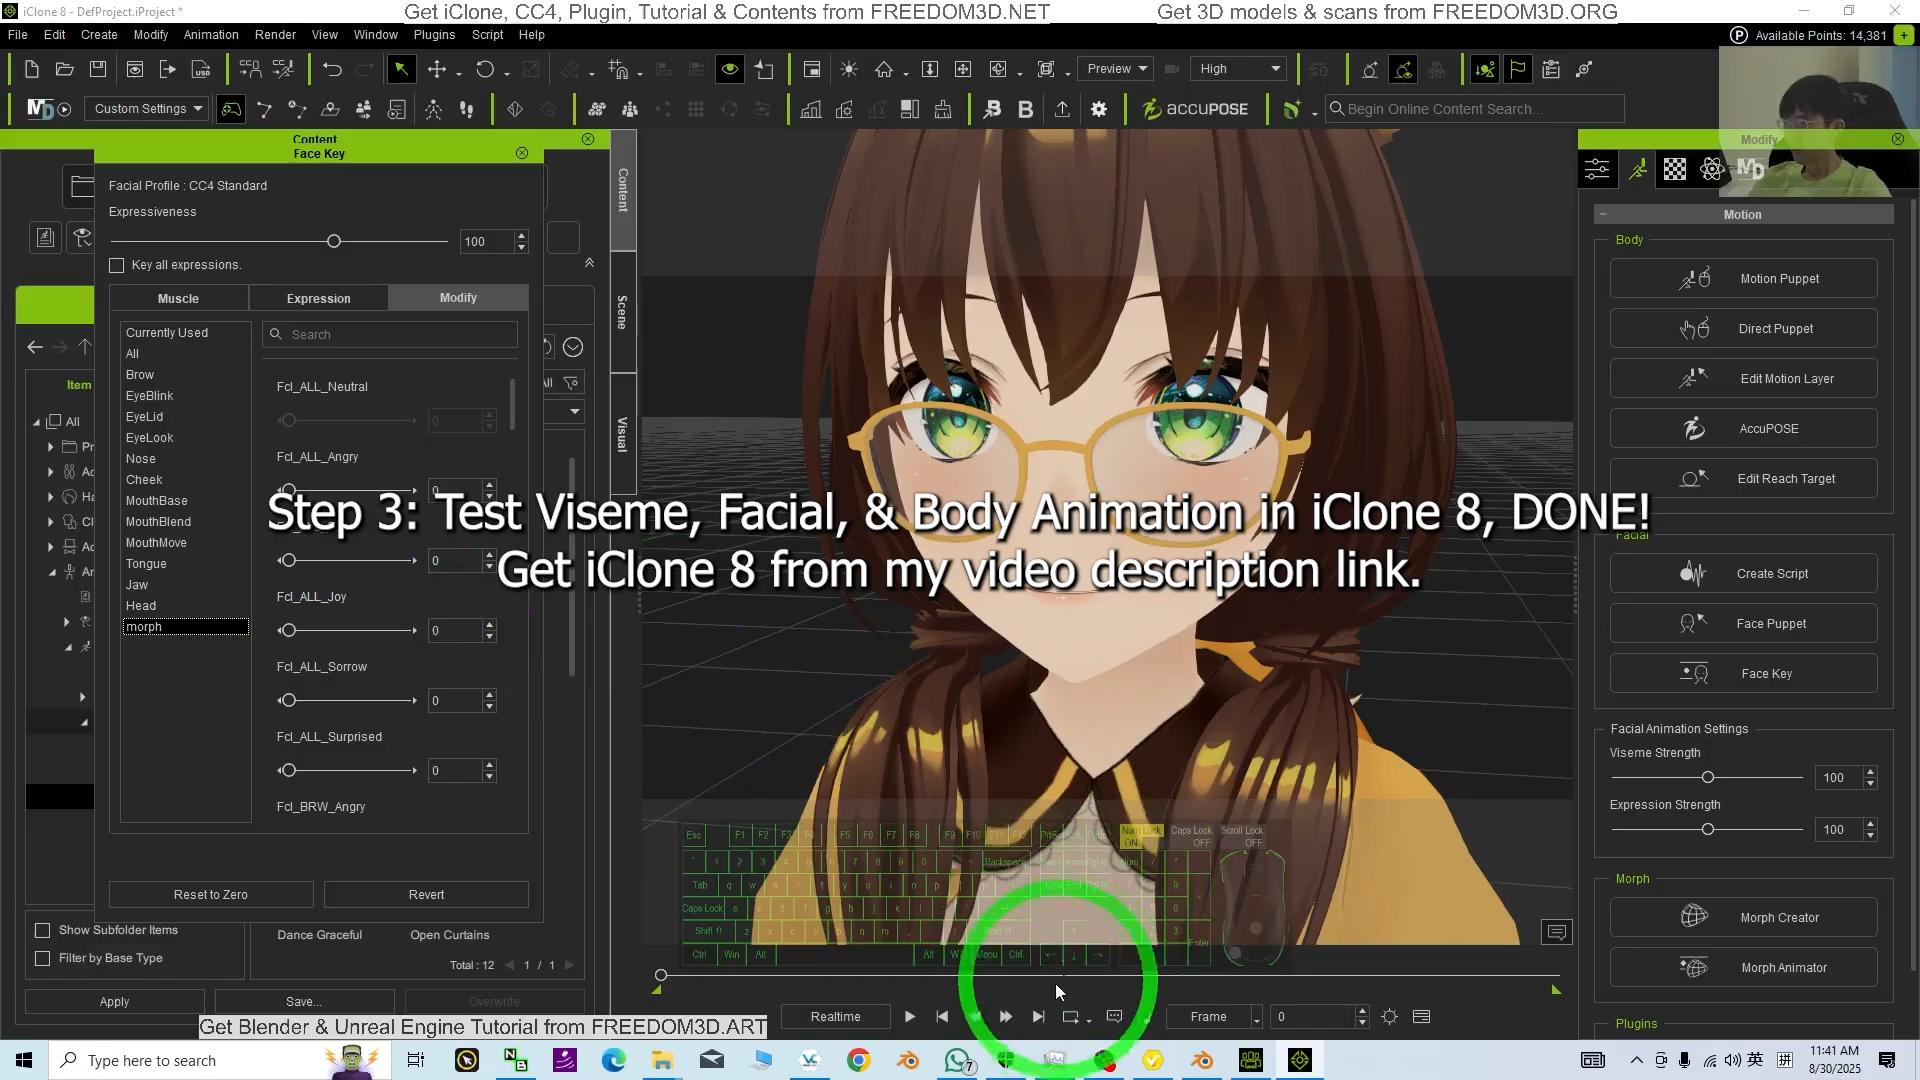 iClone 8 - DefProject.iProject *
Get iClone, CC4, Plugin, Tutorial & Contents from FREEDOM3D.NET
Get 3D models & scans from FREEDOM3D.ORG
File Edit Create Modify Animation Render View Window Plugins Script Help
Available Points: 14,381
Preview
High
Custom Settings
ACCUPOSE
Begin Online Content Search...
Content
Face Key
Facial Profile : CC4 Standard
Expressiveness
100
Key all expressions.
Muscle
Expression
Modify
Search
Currently Used
All
Brow
EyeBlink
EyeLid
EyeLook
Nose
Cheek
MouthBase
MouthBlend
MouthMove
Tongue
Jaw
Head
morph
Fcl_ALL_Neutral
0
Fcl_ALL_Angry
0
0
Fcl_ALL_Joy
0
Fcl_ALL_Sorrow
0
Fcl_ALL_Surprised
0
Fcl_BRW_Angry
Reset to Zero
Revert
Item
All
Show Subfolder Items
Filter by Base Type
Dance Graceful
Open Curtains
Total : 12
1 / 1
Apply
Save...
Overwrite
Content
Scene
Visual
Step 3: Test Viseme, Facial, & Body Animation in iClone 8, DONE!
Get iClone 8 from my video description link.
Modify
Motion
Body
Motion Puppet
Direct Puppet
Edit Motion Layer
AccuPOSE
Edit Reach Target
Facial
Create Script
Face Puppet
Face Key
Facial Animation Settings
Viseme Strength
100
Expression Strength
100
Morph
Morph Creator
Morph Animator
Plugins
Realtime
Frame
0
Get Blender & Unreal Engine Tutorial from FREEDOM3D.ART
Type here to search
7
英
拼
11:41 AM
8/30/2025